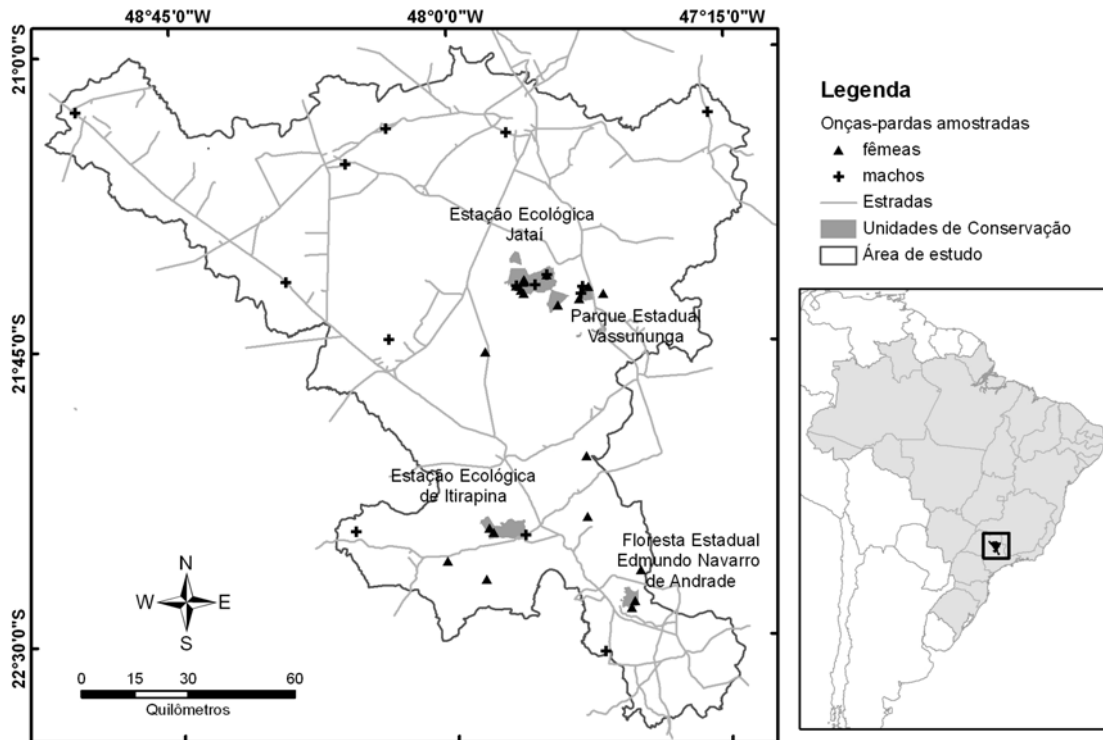 48°45'0"W
48°0'0"W
47°15'0"W
21°0'0"S
21°45'0"S
22°30'0"S
Estação Ecológica
Jataí
Parque Estadual
Vassununga
Estação Ecológica
de Itirapina
Floresta Estadual
Edmundo Navarro
de Andrade
N
W
E
S
0 15 30 60
Quilômetros
Legenda
Onças-pardas amostradas
fêmeas
machos
Estradas
Unidades de Conservação
Área de estudo